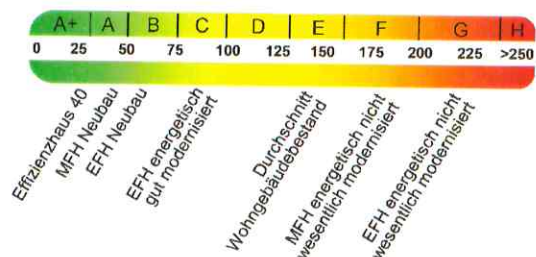 A+ A B C D E F G H
0 25 50 75 100 125 150 175 200 225 >250
Effizienzhaus 40
MFH Neubau
EFH Neubau
EFH energetisch
gut modernisiert
Durchschnitt
Wohngebäudebestand
MFH energetisch nicht
wesentlich modernisiert
EFH energetisch nicht
wesentlich modernisiert